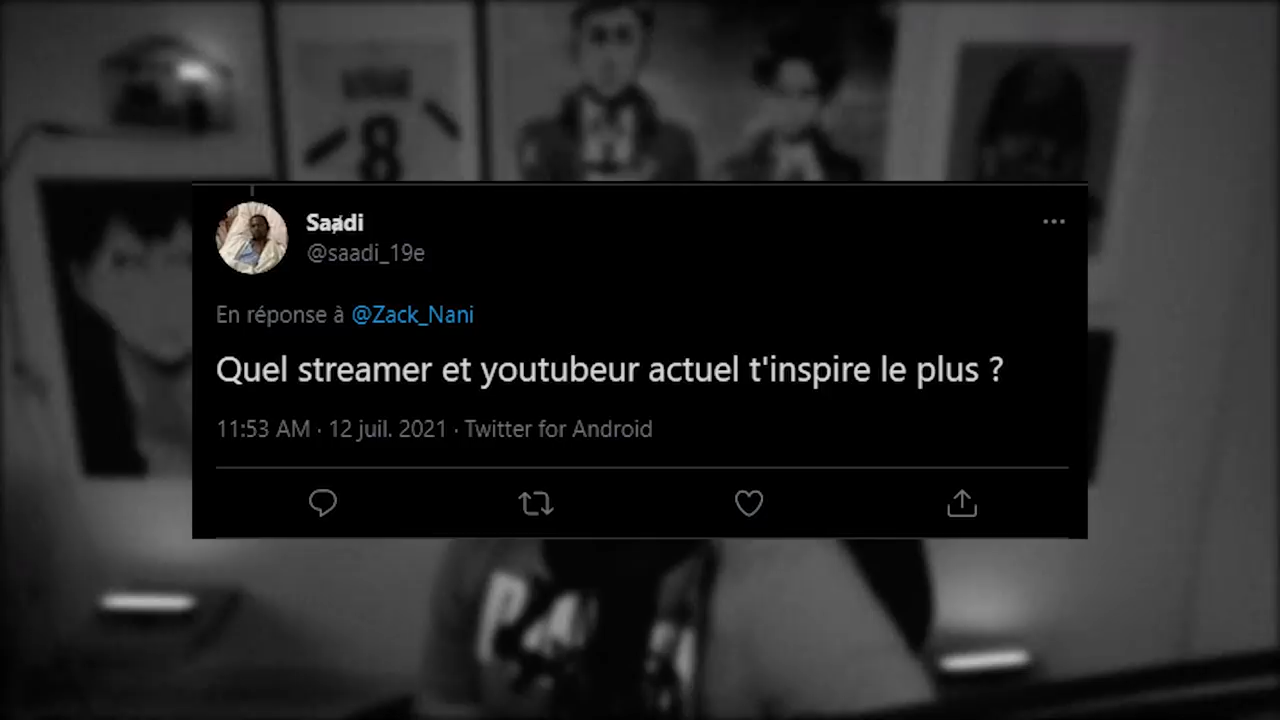 8
Saadi
@saadi_19e
En réponse à @Zack_Nani
Quel streamer et youtubeur actuel t'inspire le plus ?
11:53 AM · 12 juil. 2021 · Twitter for Android